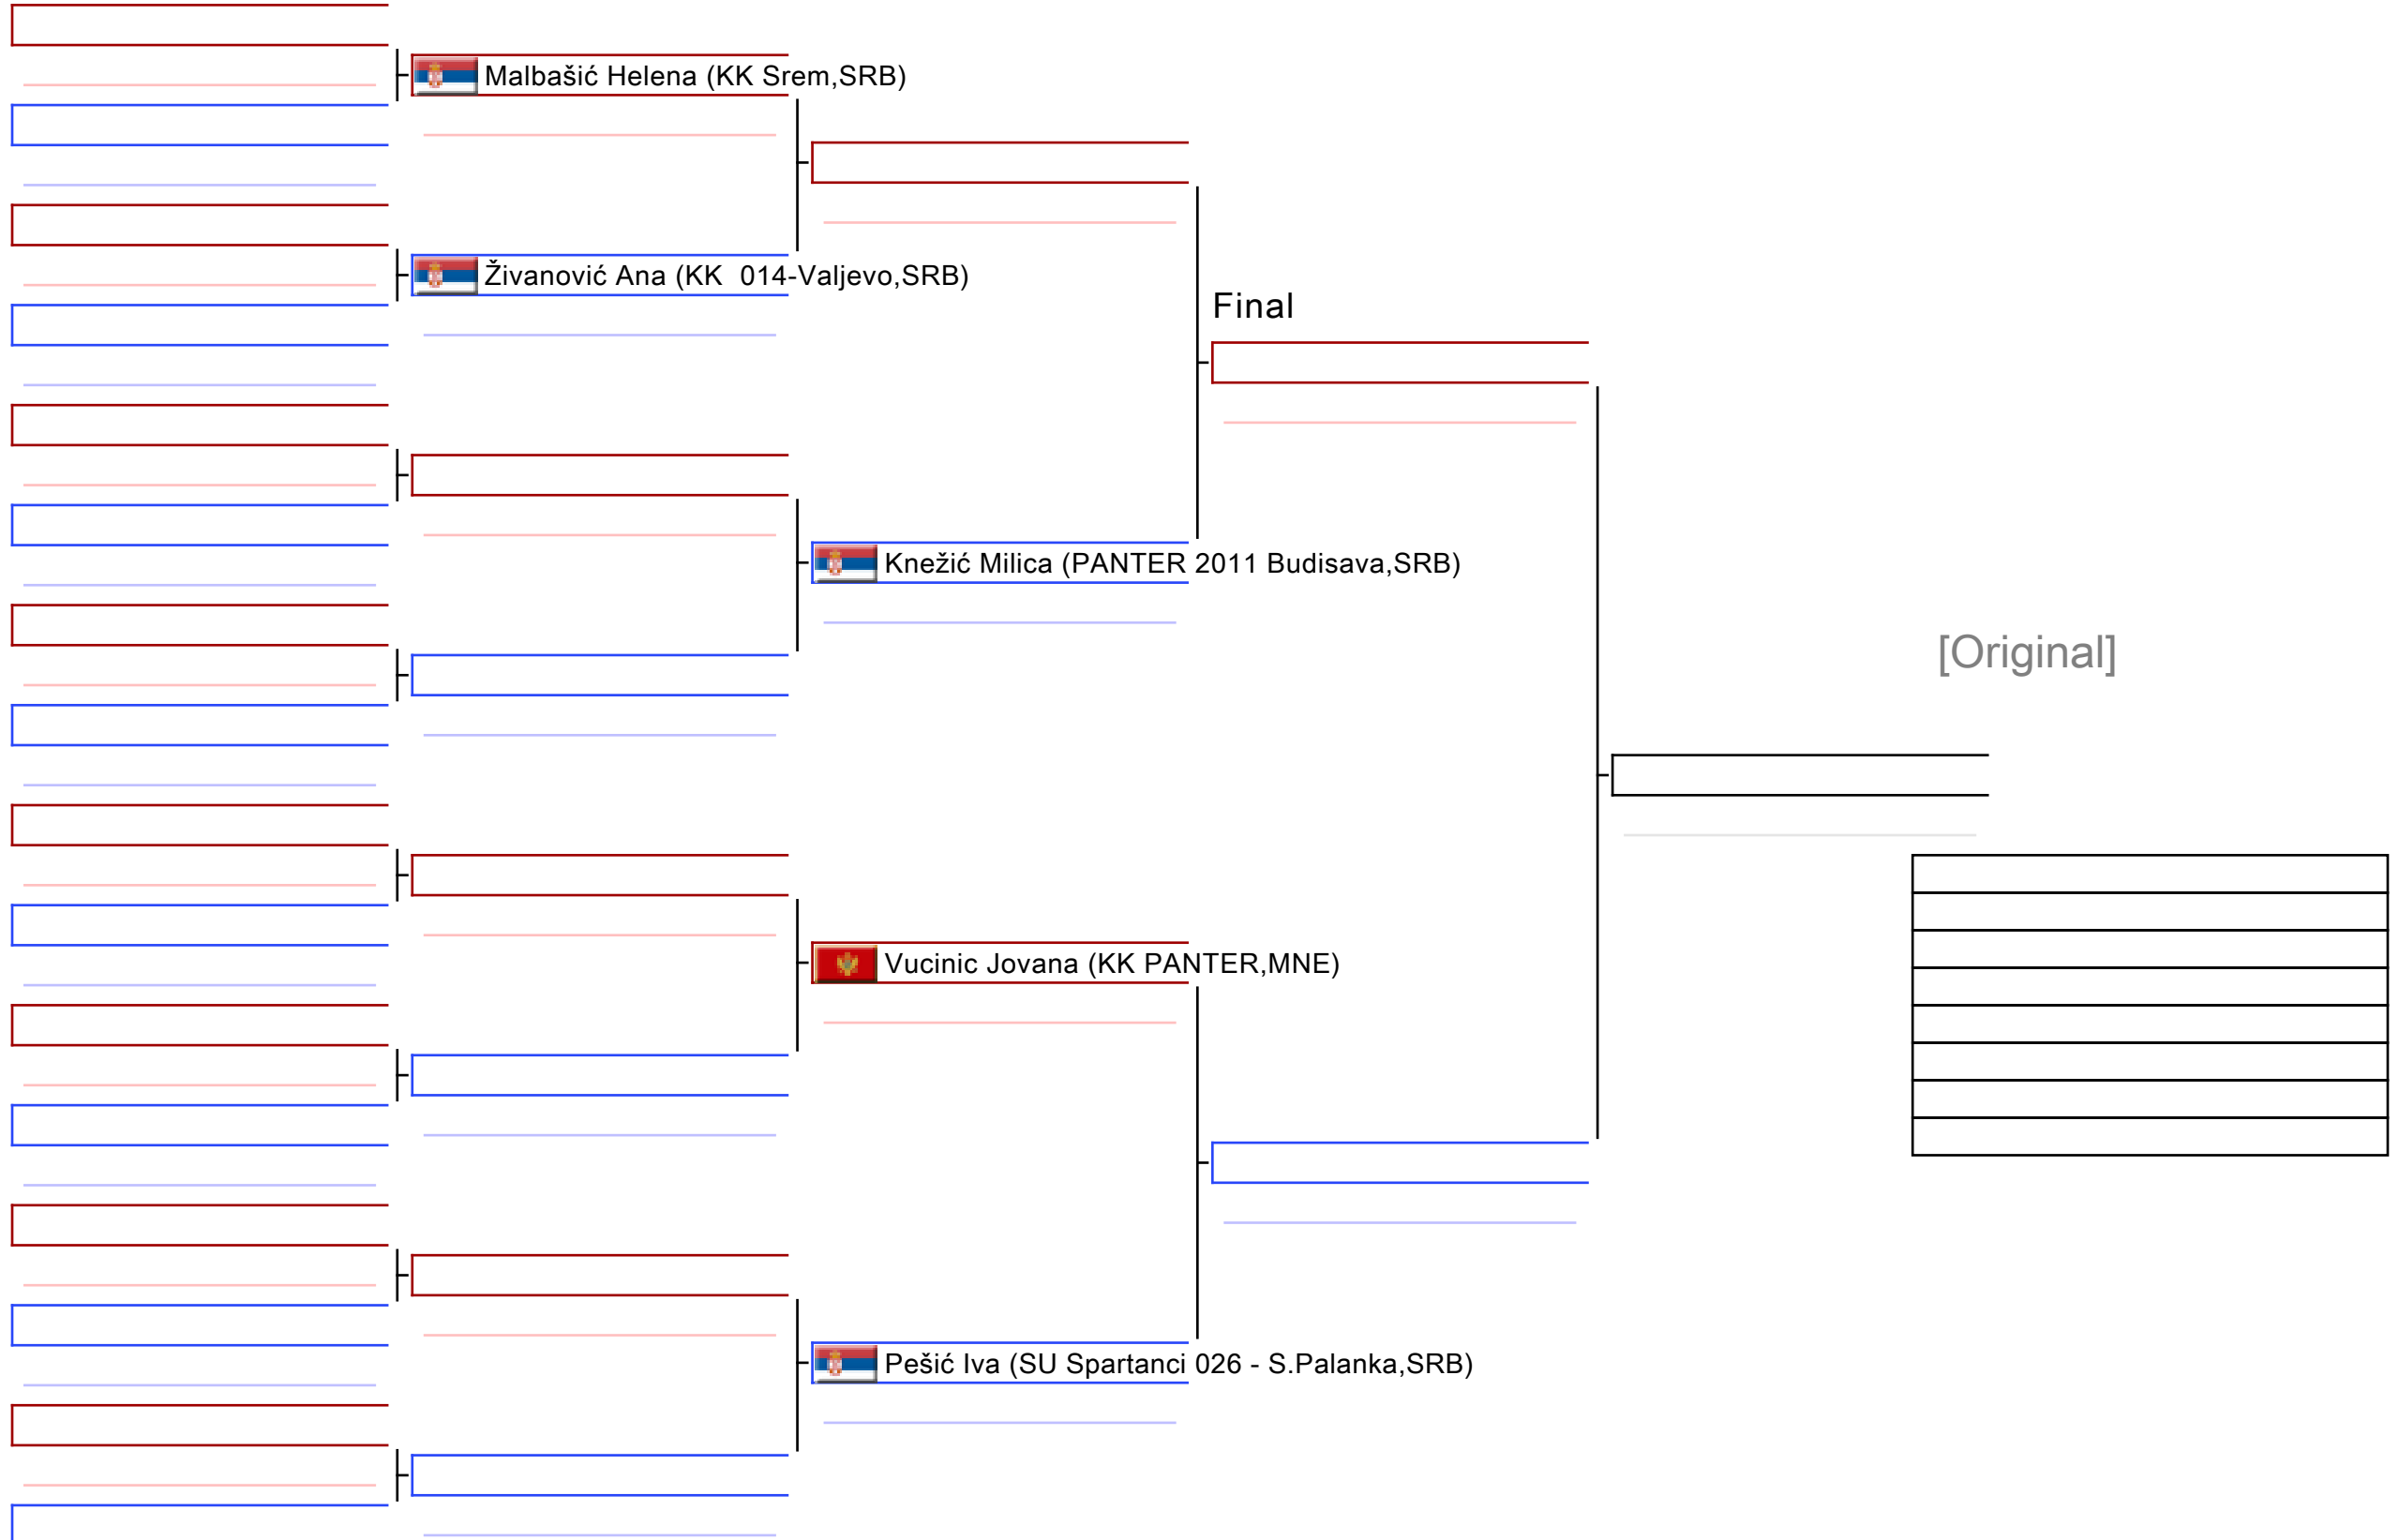 Malbašić Helena (KK Srem,SRB)
Živanović Ana (KK  014-Valjevo,SRB)
Final
Knežić Milica (PANTER 2011 Budisava,SRB)
[Original]
Vucinic Jovana (KK PANTER,MNE)
Pešić Iva (SU Spartanci 026 - S.Palanka,SRB)